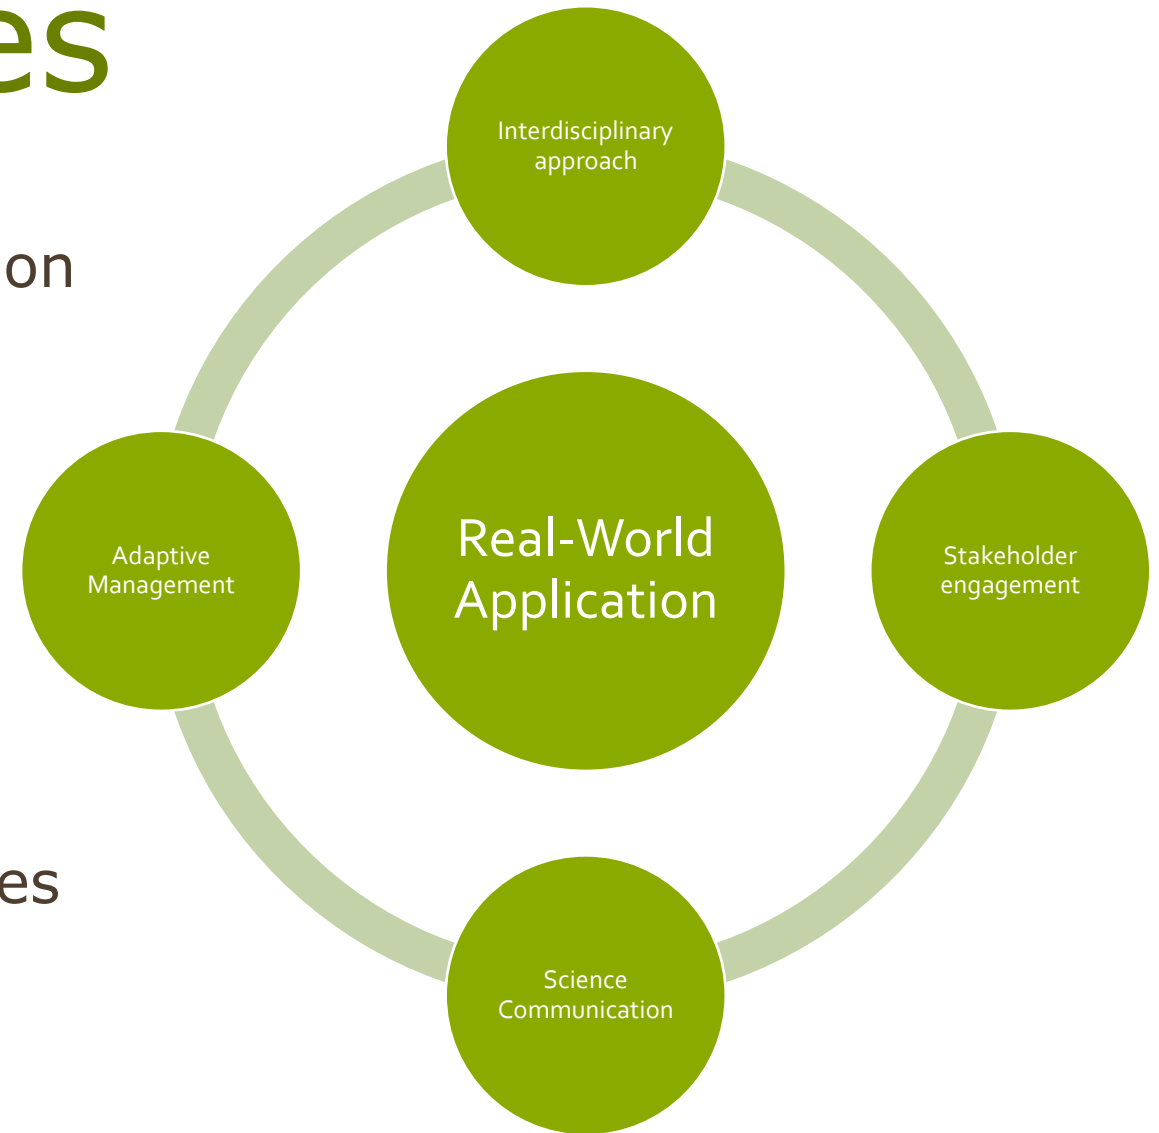 es
Interdisciplinary
approach
on
Adaptive
Management
Real-World
Application
Stakeholder
engagement
es
Science
Communication